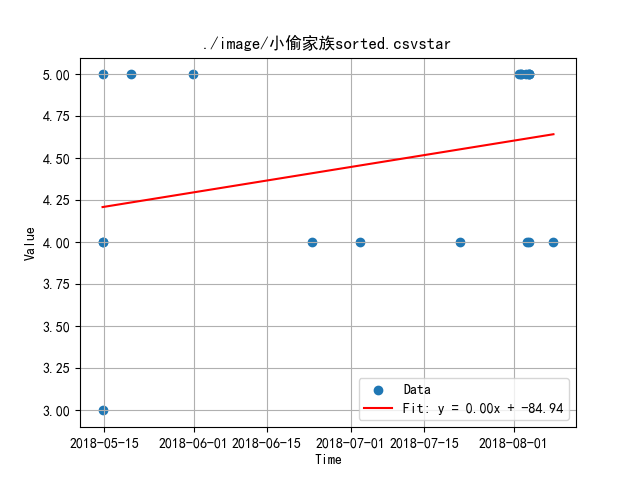 ./image/小偷家族sorted.csvstar
5.00
4.75
4.50
4.25
4.00
3.75
3.50
3.25
3.00
Value
Data
Fit: y = 0.00x + -84.94
2018-05-15 2018-06-01 2018-06-15 2018-07-01 2018-07-15 2018-08-01
Time